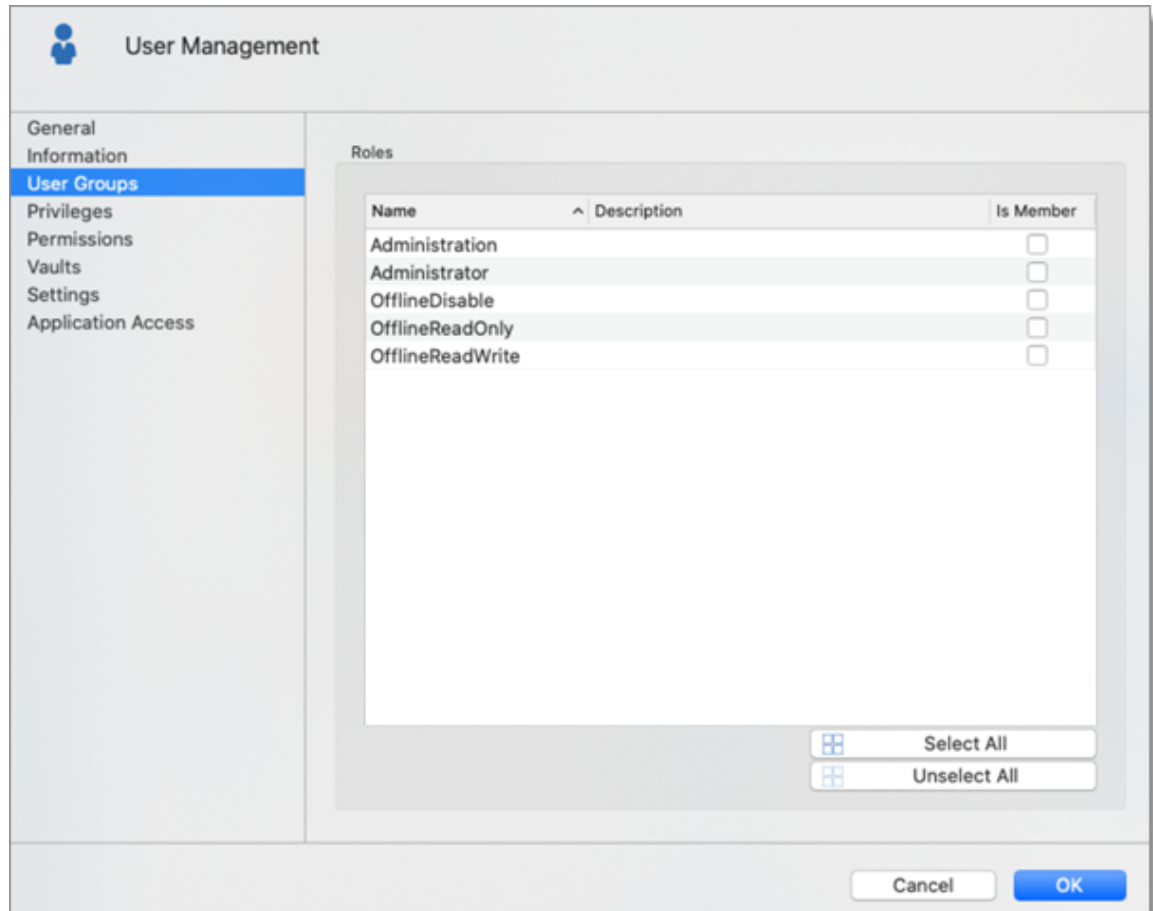 User Management
General
Information
User Groups
Privileges
Permissions
Vaults
Settings
Application Access
Roles
Name Description Is Member
Administration
Administrator
OfflineDisable
OfflineReadOnly
OfflineReadWrite
Select All
Unselect All
Cancel OK